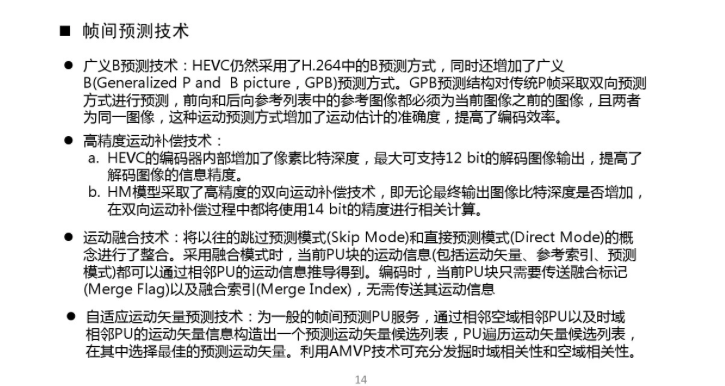 ■ 帧间预测技术
● 广义B预测技术：HEVC仍然采用了H.264中的B预测方式，同时还增加了广义
B(Generalized P and B picture，GPB)预测方式。GPB预测结构对传统P帧采取双向预测
方式进行预测，前向和后向参考列表中的参考图像都必须为当前图像之前的图像，且两者
为同一图像，这种运动预测方式增加了运动估计的准确度，提高了编码效率。
● 高精度运动补偿技术：
a. HEVC的编码器内部增加了像素比特深度，最大可支持12 bit的解码图像输出，提高了
解码图像的信息精度。
b. HM模型采取了高精度的双向运动补偿技术，即无论最终输出图像比特深度是否增加，
在双向运动补偿过程中都将使用14 bit的精度进行相关计算。
● 运动融合技术：将以往的跳过预测模式(Skip Mode)和直接预测模式(Direct Mode)的概
念进行了整合。采用融合模式时，当前PU块的运动信息(包括运动矢量、参考索引、预测
模式)都可以通过相邻PU的运动信息推导得到。编码时，当前PU块只需要传送融合标记
(Merge Flag)以及融合索引(Merge Index)，无需传送其运动信息
● 自适应运动矢量预测技术：为一般的帧间预测PU服务，通过相邻空域相邻PU以及时域
相邻PU的运动矢量信息构造出一个预测运动矢量候选列表，PU遍历运动矢量候选列表，
在其中选择最佳的预测运动矢量。利用AMVP技术可充分发掘时域相关性和空域相关性。
14